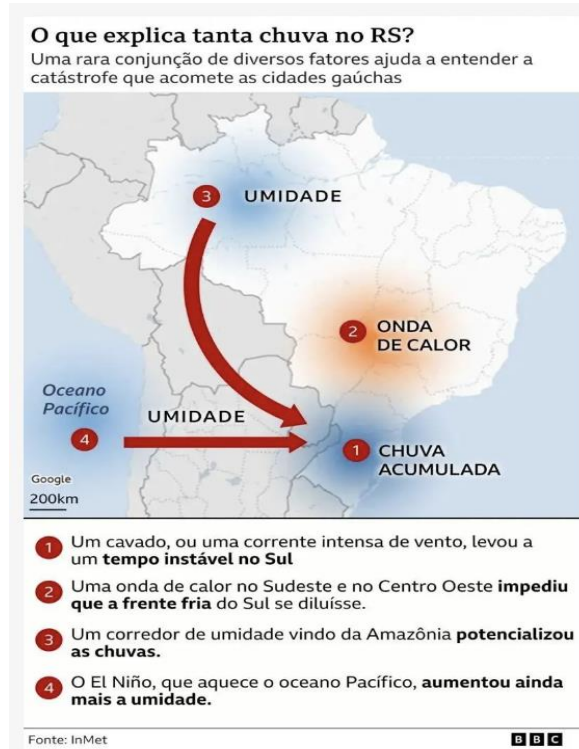 O que explica tanta chuva no RS?
Uma rara conjunção de diversos fatores ajuda a entender a
catástrofe que acomete as cidades gaúchas
3 UMIDADE
2 ONDA
DE CALOR
Oceano
Pacífico
UMIDADE
4
1 CHUVA
ACUMULADA
Google
200km
1 Um cavado, ou uma corrente intensa de vento, levou a
um tempo instável no Sul
2 Uma onda de calor no Sudeste e no Centro Oeste impediu
que a frente fria do Sul se diluísse.
3 Um corredor de umidade vindo da Amazônia potencializou
as chuvas.
4 O El Niño, que aquece o oceano Pacífico, aumentou ainda
mais a umidade.
Fonte: InMet
BBC